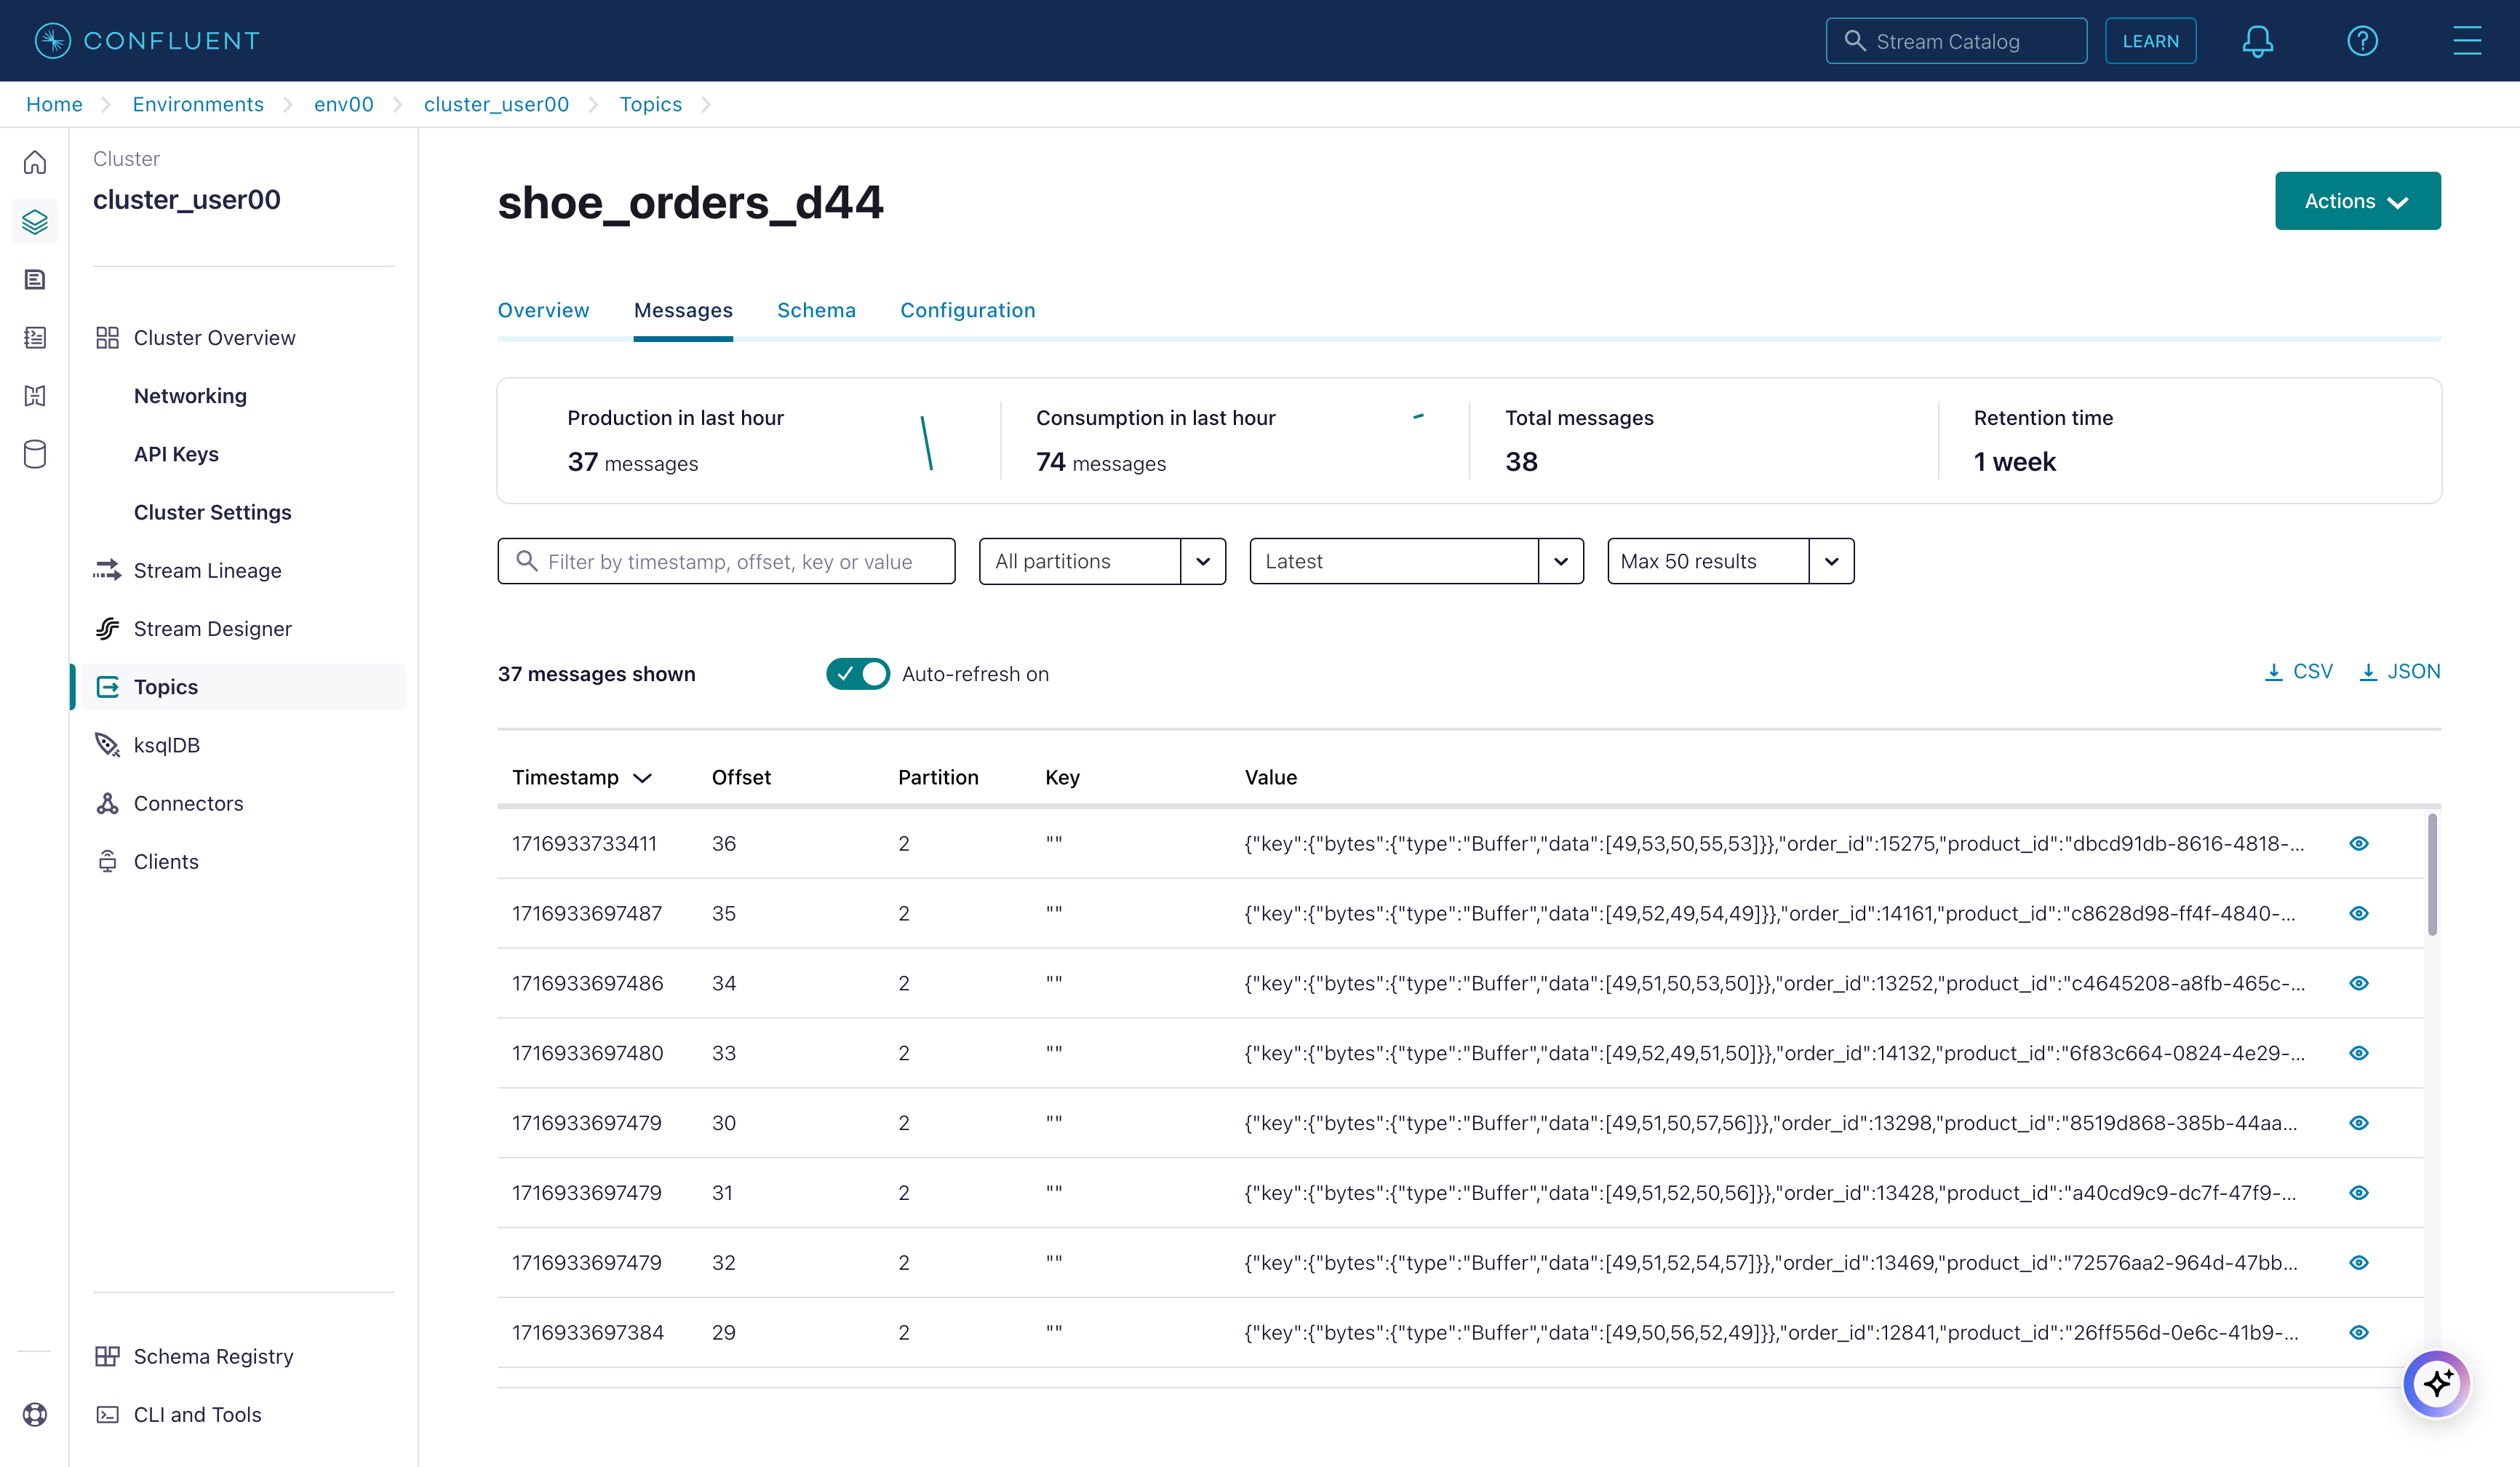 CONFLUENT
Stream Catalog
LEARN
Home
Environments
env00
cluster_user00
Topics
Cluster
cluster_user00
Cluster Overview
Networking
API Keys
Cluster Settings
Stream Lineage
Stream Designer
Topics
ksqlDB
Connectors
Clients
Schema Registry
CLI and Tools
shoe_orders_d44
Actions
Overview Messages Schema Configuration
Production in last hour
37 messages
Consumption in last hour
74 messages
Total messages
38
Retention time
1 week
Filter by timestamp, offset, key or value
All partitions
Latest
Max 50 results
37 messages shown
Auto-refresh on
CSV
JSON
Timestamp Offset Partition Key Value
1716933733411 36 2 "" {"key":{"bytes":{"type":"Buffer","data":[49,53,50,55,53]}},"order_id":15275,"product_id":"dbcd91db-8616-4818-...
1716933697487 35 2 "" {"key":{"bytes":{"type":"Buffer","data":[49,52,49,54,49]}},"order_id":14161,"product_id":"c8628d98-ff4f-4840-...
1716933697486 34 2 "" {"key":{"bytes":{"type":"Buffer","data":[49,51,50,53,50]}},"order_id":13252,"product_id":"c4645208-a8fb-465c-...
1716933697480 33 2 "" {"key":{"bytes":{"type":"Buffer","data":[49,52,49,51,50]}},"order_id":14132,"product_id":"6f83c664-0824-4e29-...
1716933697479 30 2 "" {"key":{"bytes":{"type":"Buffer","data":[49,51,50,57,56]}},"order_id":13298,"product_id":"8519d868-385b-44aa...
1716933697479 31 2 "" {"key":{"bytes":{"type":"Buffer","data":[49,51,52,50,56]}},"order_id":13428,"product_id":"a40cd9c9-dc7f-47f9-...
1716933697479 32 2 "" {"key":{"bytes":{"type":"Buffer","data":[49,51,52,54,57]}},"order_id":13469,"product_id":"72576aa2-964d-47bb...
1716933697384 29 2 "" {"key":{"bytes":{"type":"Buffer","data":[49,50,56,52,49]}},"order_id":12841,"product_id":"26ff556d-0e6c-41b9-...